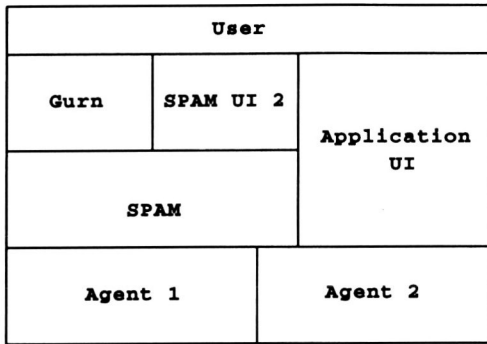 User
Gurn
SPAM UI 2
Application
UI
SPAM
Agent 1
Agent 2